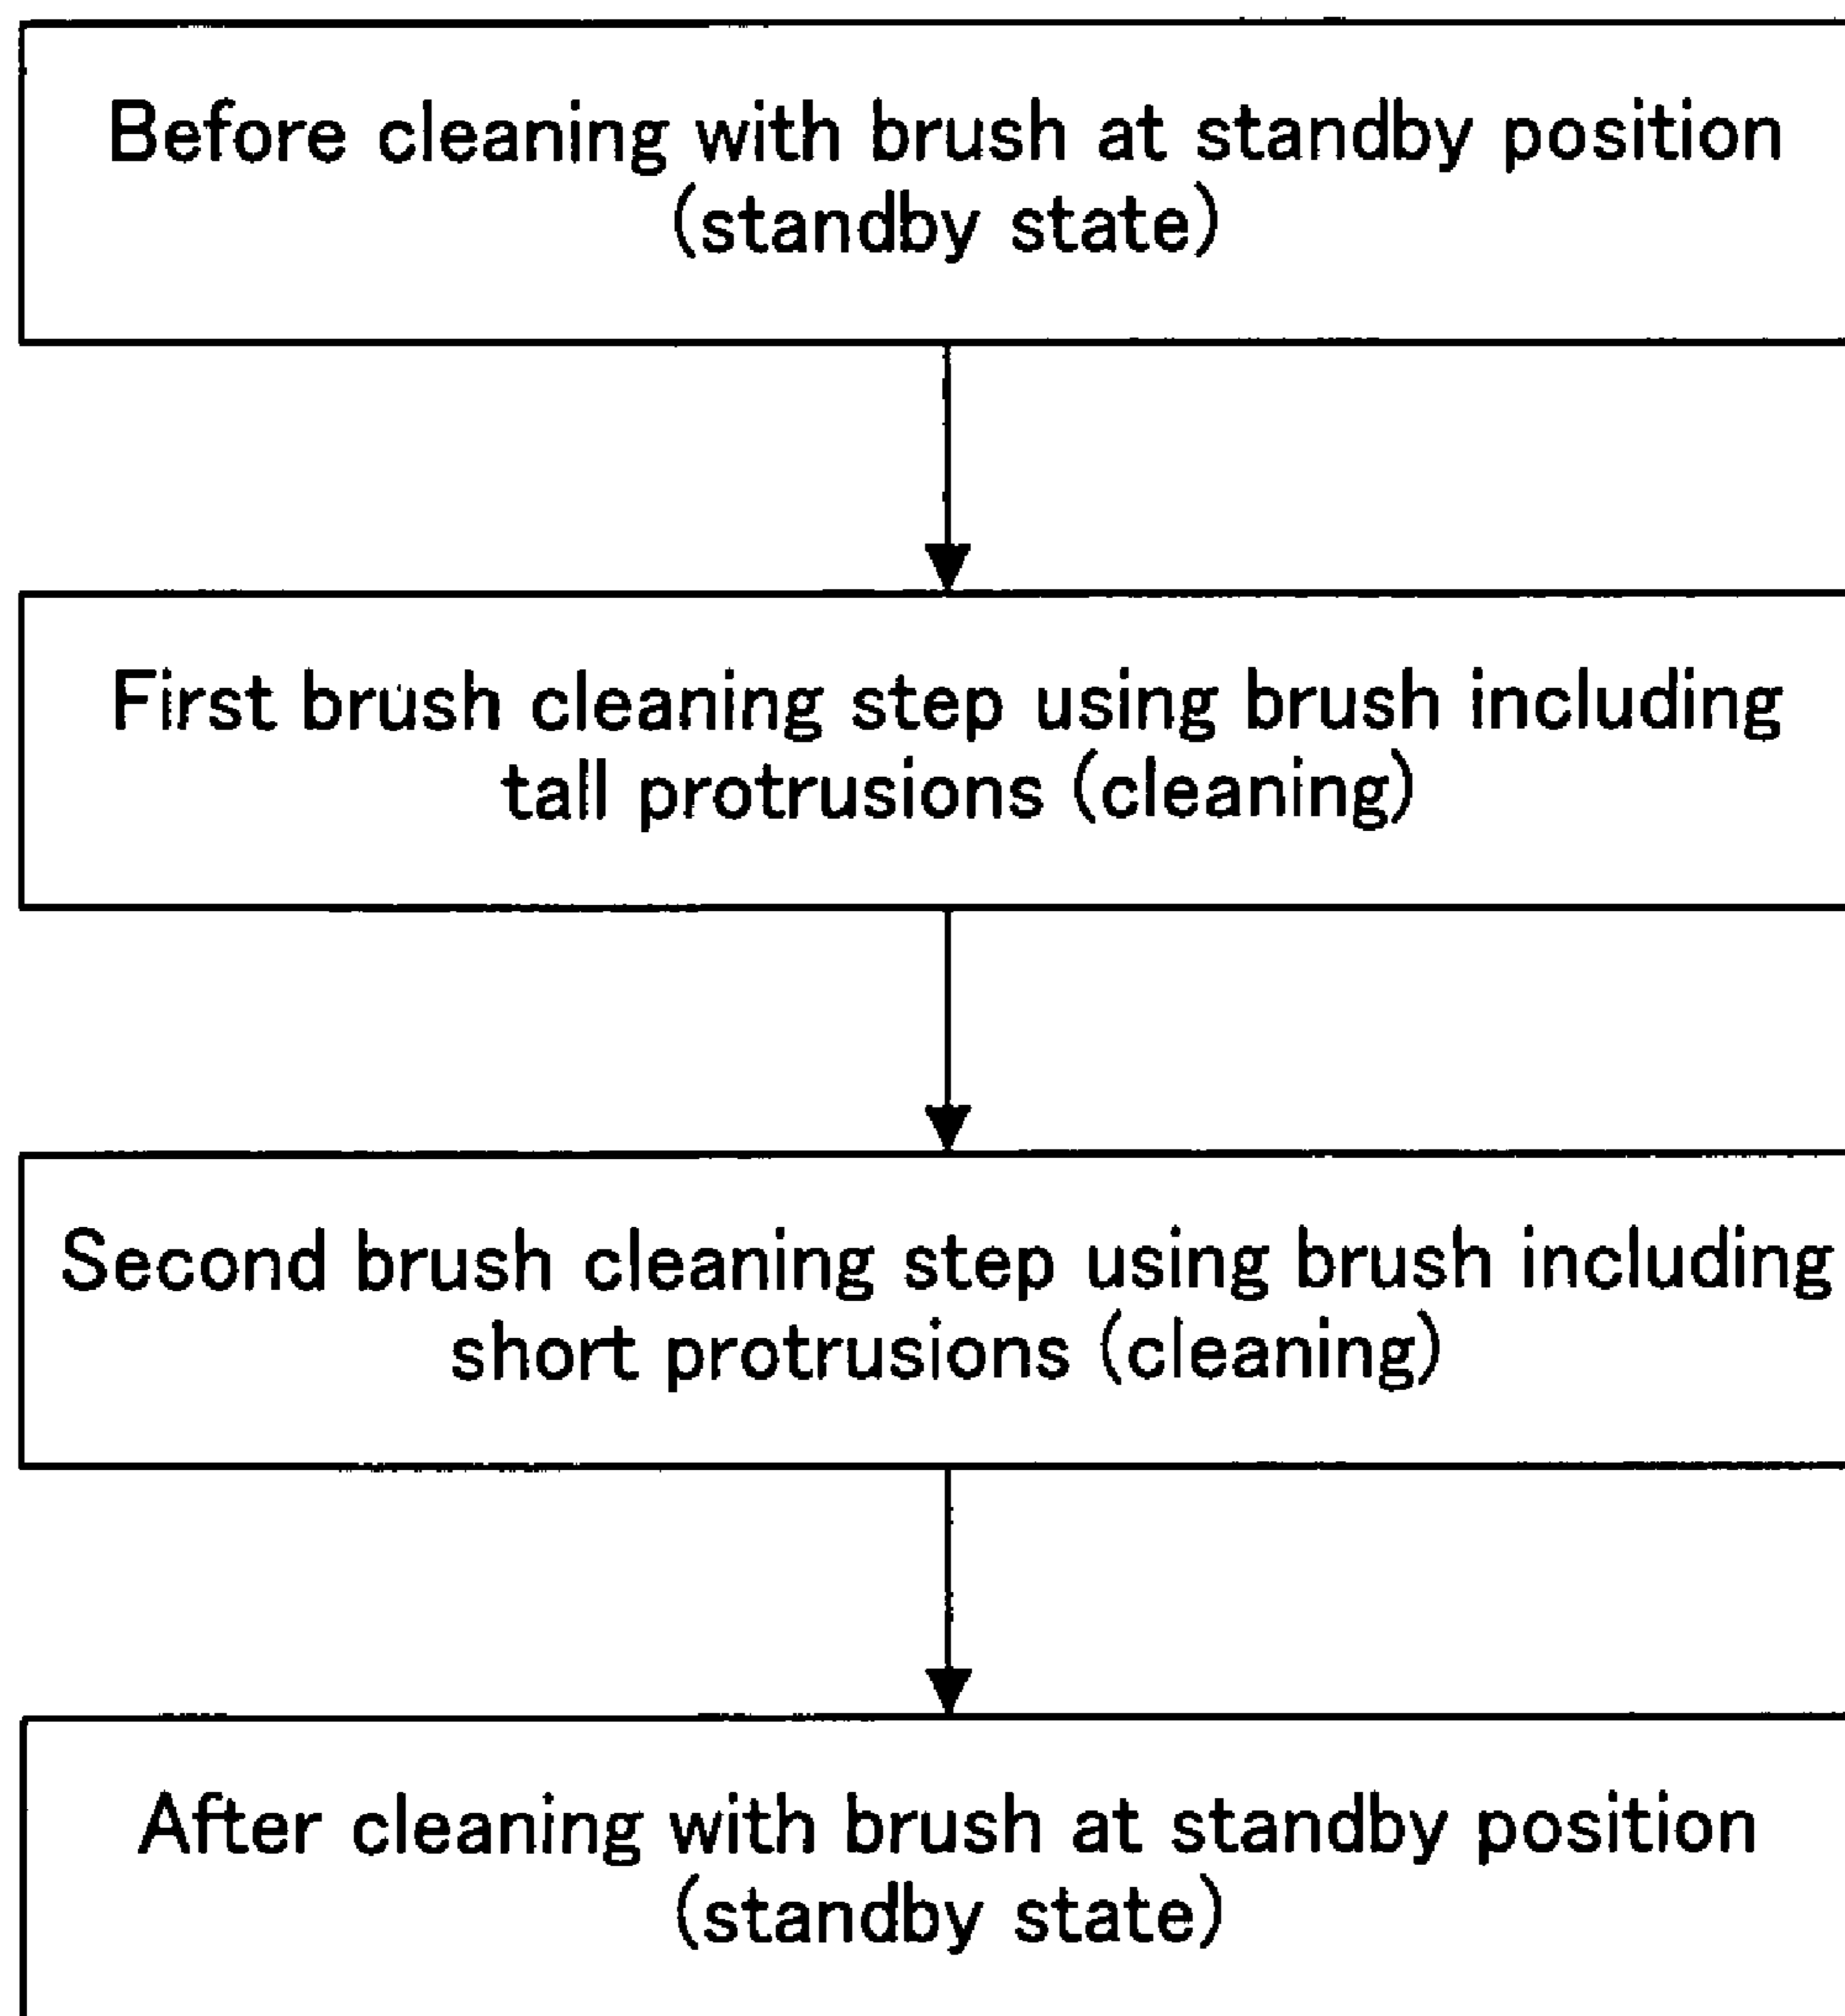 Before cleaning with brush at standby position
(standby state)
First brush cleaning step using brush including
tall protrusions (cleaning)
Second brush cleaning step using brush including
short protrusions (cleaning)
After cleaning with brush at standby position
(standby state)